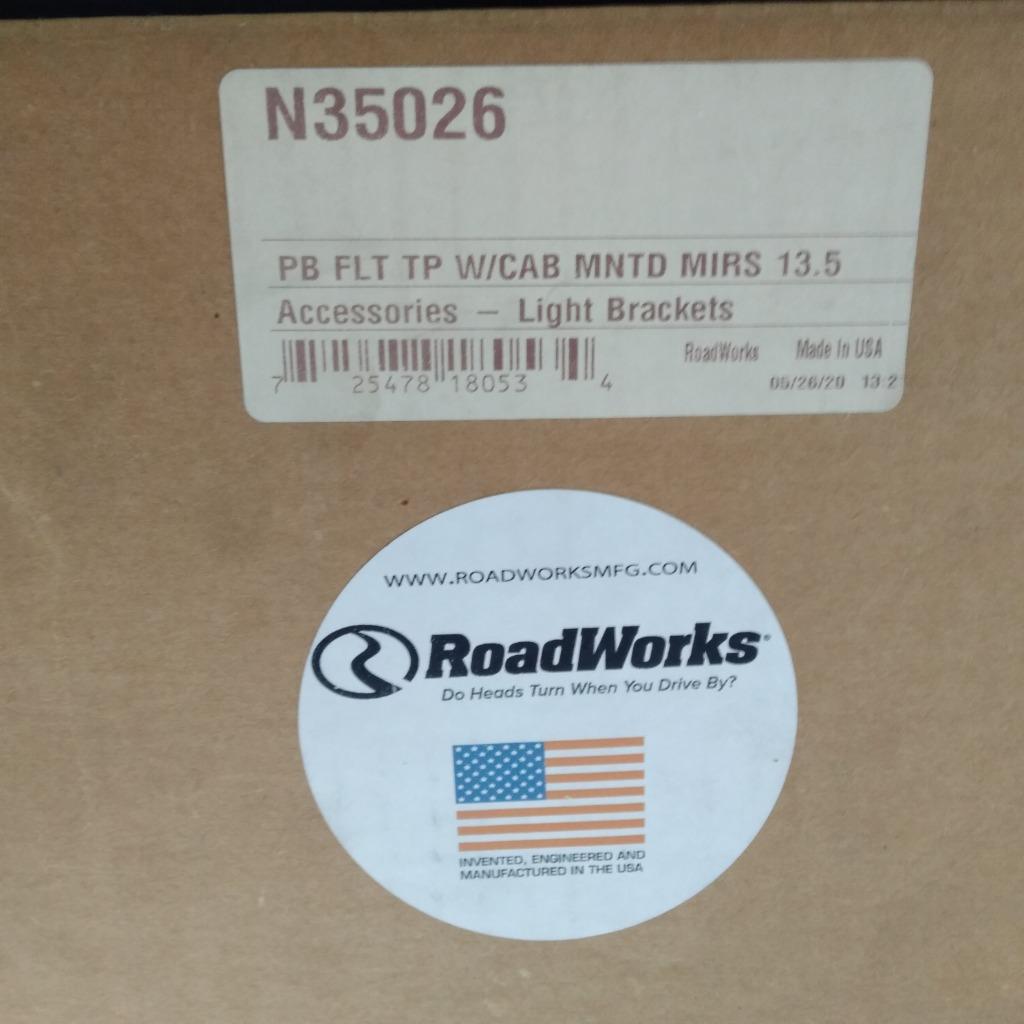 N35026
PB FLT TP W/CAB MNTD MIRS 13.5
Accessories – Light Brackets
RoadWorks Made In USA
7 25478 18053 4
05/26/20 13:2
WWW.ROADWORKSMFG.COM
RoadWorks
Do Heads Turn When You Drive By?
INVENTED, ENGINEERED AND
MANUFACTURED IN THE USA